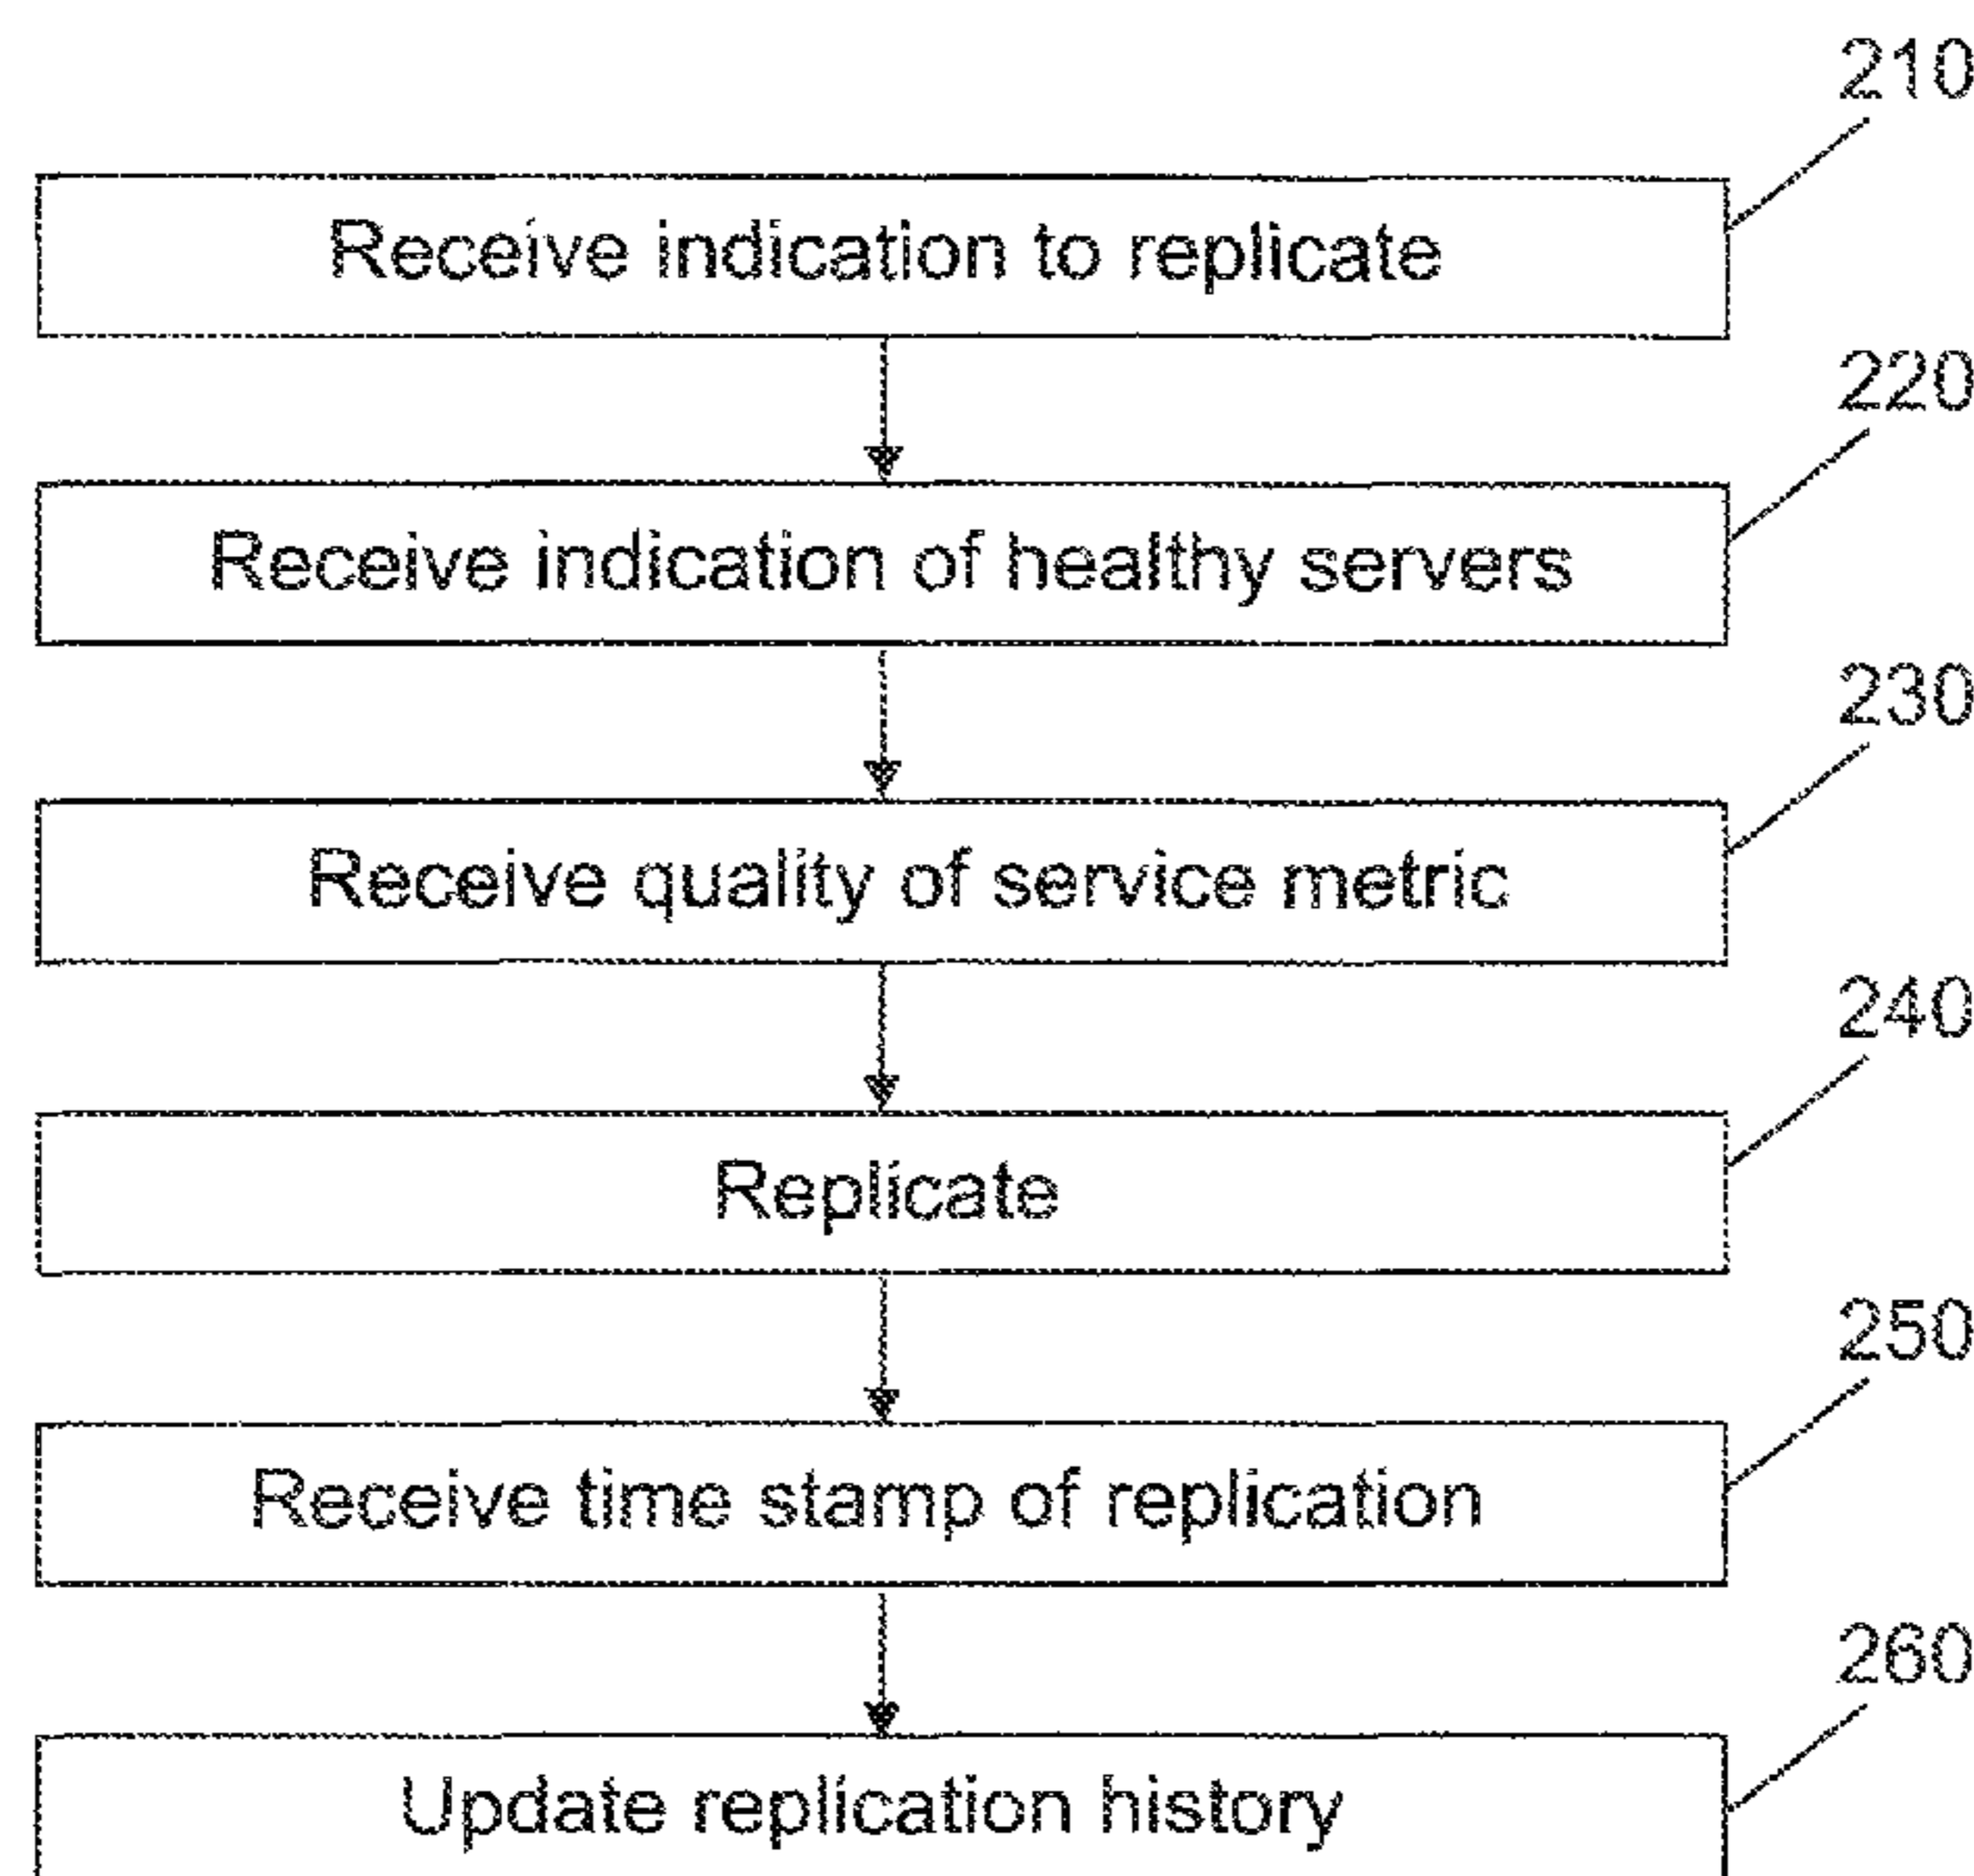 210
Receive indication to replicate
220
Receive indication of healthy servers
230
Receive quality of service metric
240
Replicate
250
Receive time stamp of replication
260
Update replication history